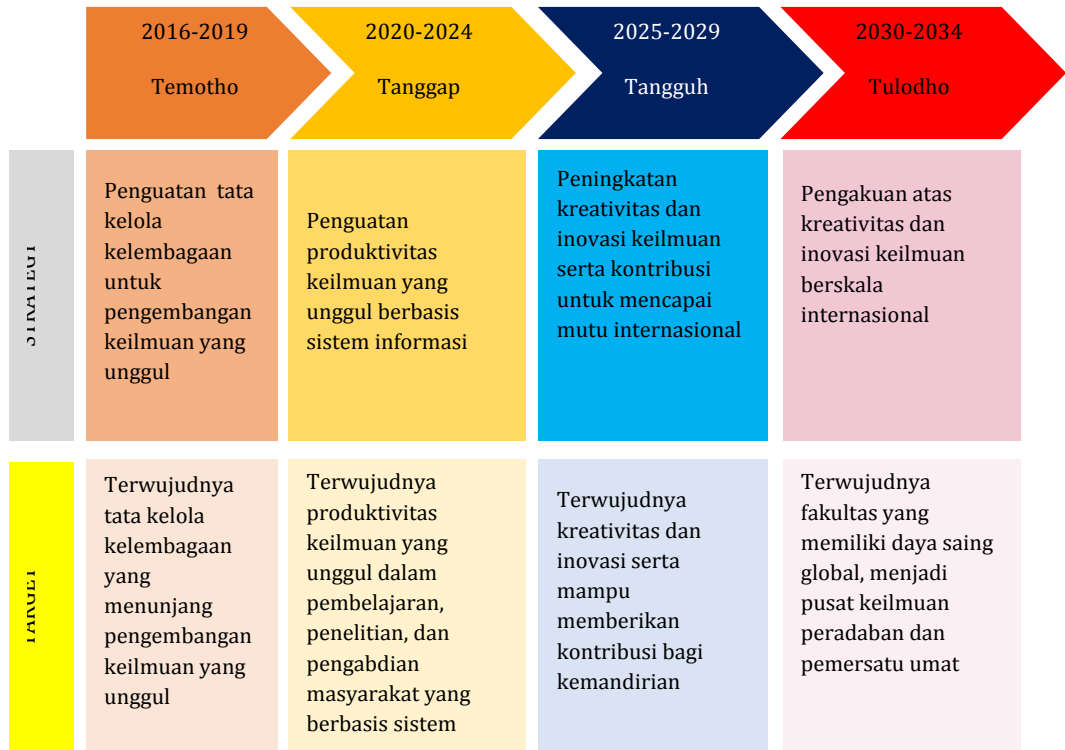 2016-2019
Temotho
2020-2024
Tanggap
2025-2029
Tangguh
2030-2034
Tulodho
Penguatan tata
kelola
kelembagaan
untuk
pengembangan
keilmuan yang
unggul
Penguatan
produktivitas
keilmuan yang
unggul berbasis
sistem informasi
Peningkatan
kreativitas dan
inovasi keilmuan
serta kontribusi
untuk mencapai
mutu internasional
Pengakuan atas
kreativitas dan
inovasi keilmuan
berskala
internasional
TARGET
Terwujudnya
tata kelola
kelembagaan
yang
menunjang
pengembangan
keilmuan yang
unggul
Terwujudnya
produktivitas
keilmuan yang
unggul dalam
pembelajaran,
penelitian, dan
pengabdian
masyarakat yang
berbasis sistem
Terwujudnya
kreativitas dan
inovasi serta
mampu
memberikan
kontribusi bagi
kemandirian
Terwujudnya
fakultas yang
memiliki daya saing
global, menjadi
pusat keilmuan
peradaban dan
pemersatu umat